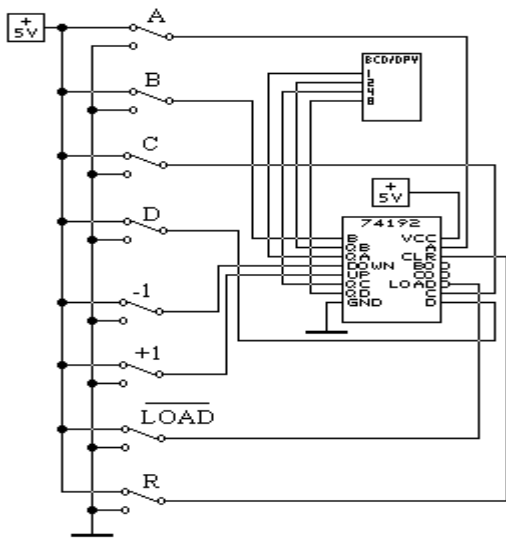 +
5V
A
B
C
D
-1
+1
LOAD
R
BCD/DPY
1
2
4
8
+
5V
74192
B VCC
QB A
QA CLR
DOWN BO
UP CO
QC LOAD
QD C
GND D